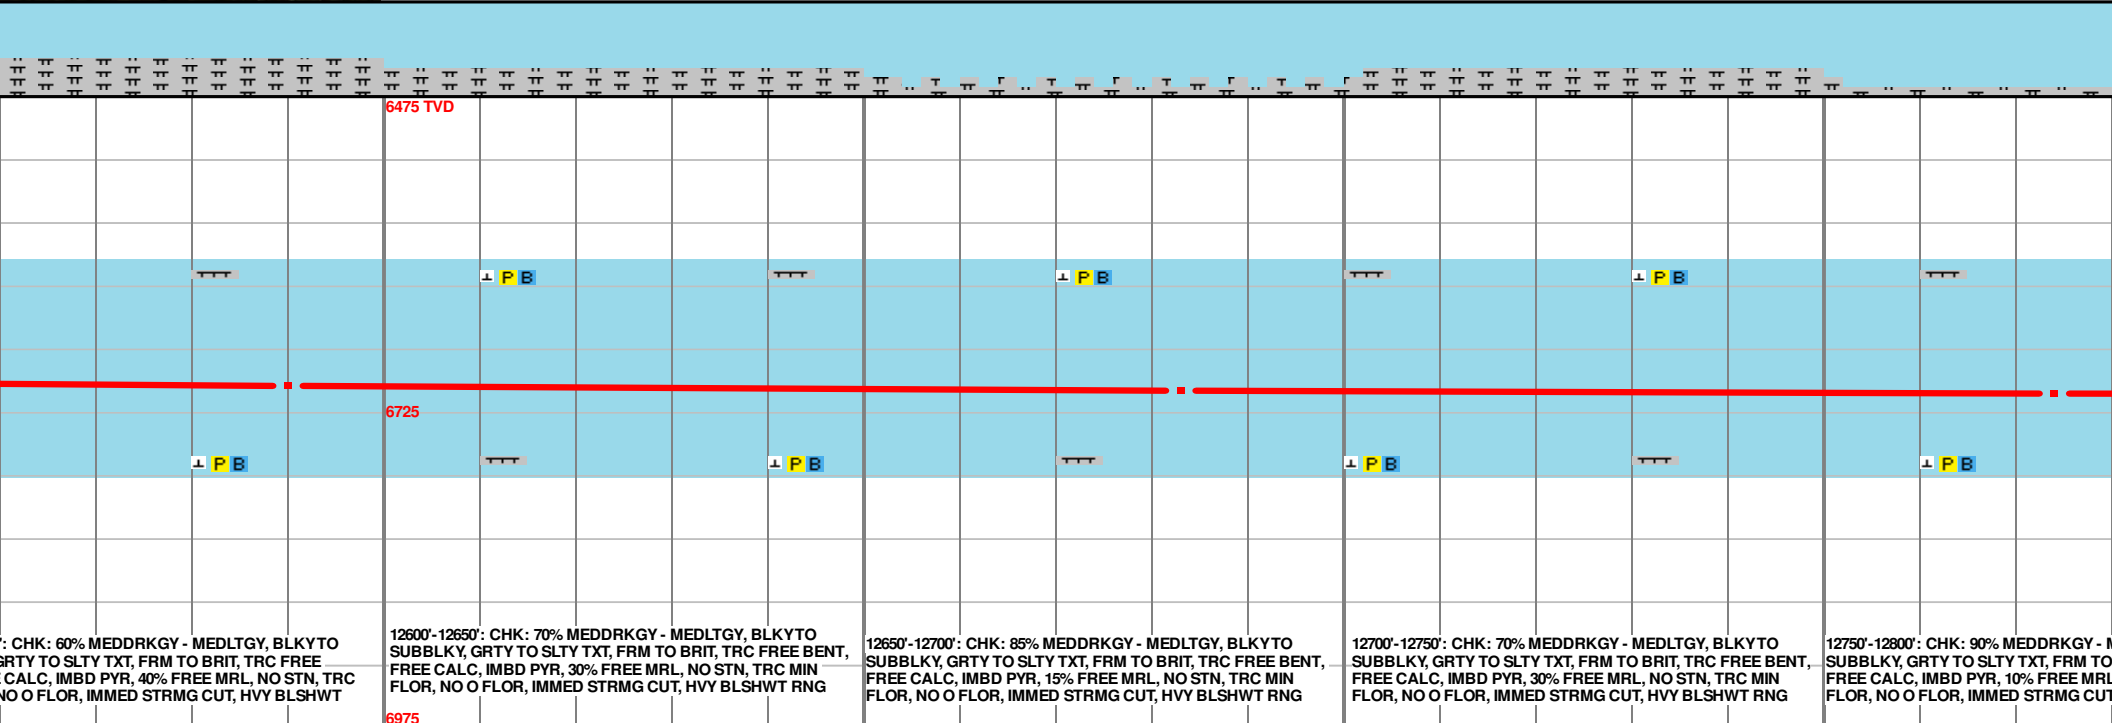 6475 TVD
P B
P B
P B
6725
P B
P B
P B
P B
': CHK: 60% MEDDRKGY - MEDLTGY, BLKYTO
GRTY TO SLTY TXT, FRM TO BRIT, TRC FREE
CALC, IMBD PYR, 40% FREE MRL, NO STN, TRC
NO O FLOR, IMMED STRMG CUT, HVY BLSHWT
12600'-12650': CHK: 70% MEDDRKGY - MEDLTGY, BLKYTO
SUBBLKY, GRTY TO SLTY TXT, FRM TO BRIT, TRC FREE BENT,
FREE CALC, IMBD PYR, 30% FREE MRL, NO STN, TRC MIN
FLOR, NO O FLOR, IMMED STRMG CUT, HVY BLSHWT RNG
12650'-12700': CHK: 85% MEDDRKGY - MEDLTGY, BLKYTO
SUBBLKY, GRTY TO SLTY TXT, FRM TO BRIT, TRC FREE BENT,
FREE CALC, IMBD PYR, 15% FREE MRL, NO STN, TRC MIN
FLOR, NO O FLOR, IMMED STRMG CUT, HVY BLSHWT RNG
12700'-12750': CHK: 70% MEDDRKGY - MEDLTGY, BLKYTO
SUBBLKY, GRTY TO SLTY TXT, FRM TO BRIT, TRC FREE BENT,
FREE CALC, IMBD PYR, 30% FREE MRL, NO STN, TRC MIN
FLOR, NO O FLOR, IMMED STRMG CUT, HVY BLSHWT RNG
12750'-12800': CHK: 90% MEDDRKGY - M
SUBBLKY, GRTY TO SLTY TXT, FRM TO
FREE CALC, IMBD PYR, 10% FREE MRL
FLOR, NO O FLOR, IMMED STRMG CUT
6975